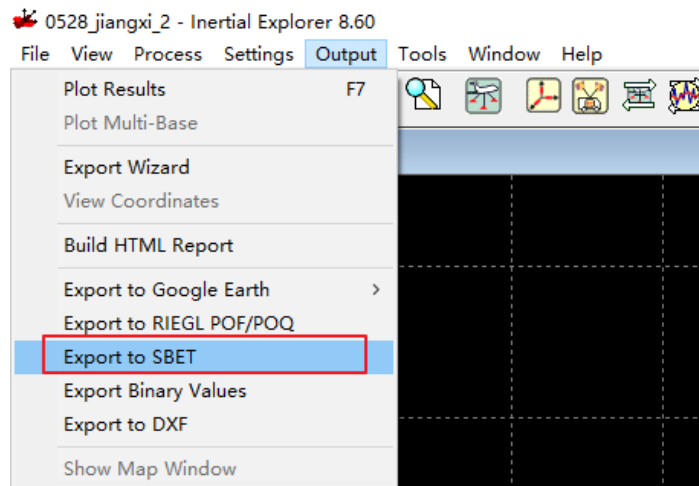 0528_jiangxi_2 - Inertial Explorer 8.60
File View Process Settings Output Tools Window Help
Plot Results F7
Plot Multi-Base
Export Wizard
View Coordinates
Build HTML Report
Export to Google Earth >
Export to RIEGL POF/POQ
Export to SBET
Export Binary Values
Export to DXF
Show Map Window